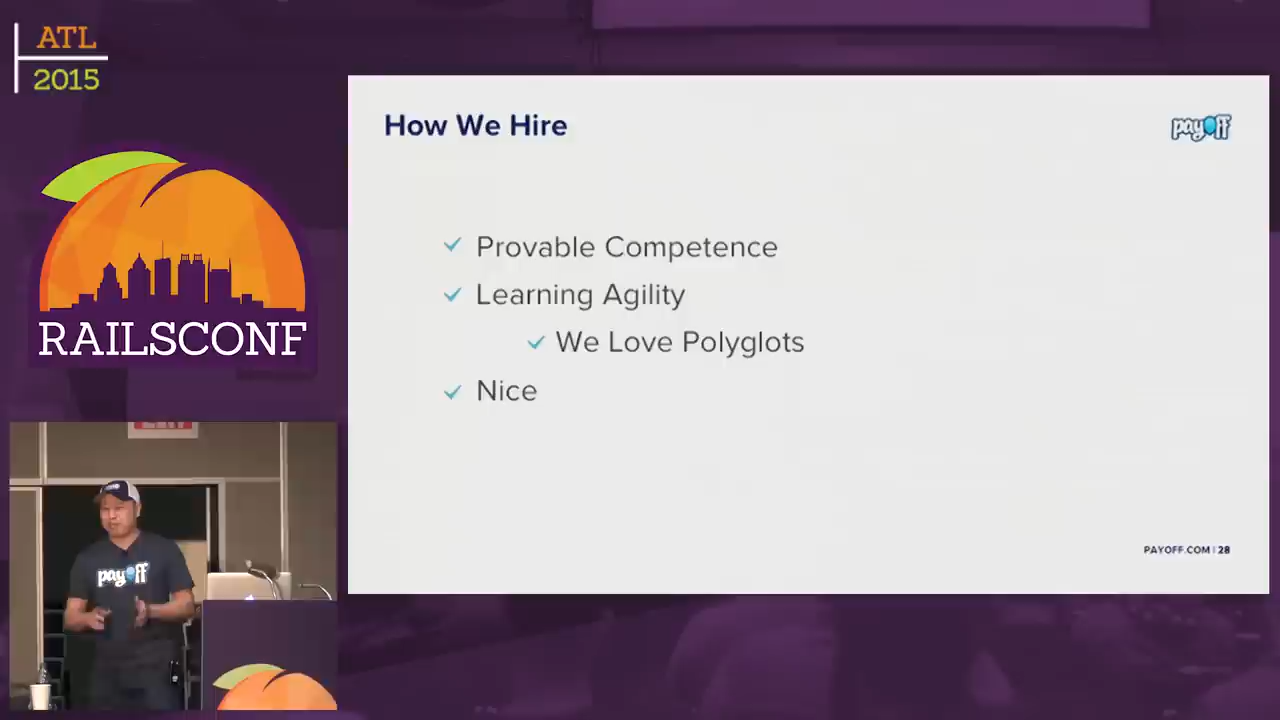 ATL
2015
RAILSCONF
How We Hire
payoff
Provable Competence
Learning Agility
We Love Polyglots
Nice
PAYOFF.COM | 28
payoff